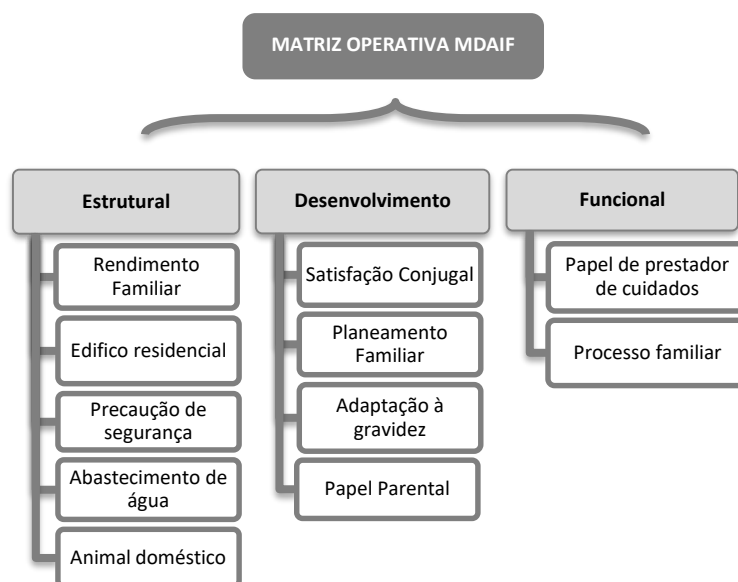 MATRIZ OPERATIVA MDAIF
Estrutural
Rendimento
Familiar
Edifico residencial
Precaução de
segurança
Abastecimento de
água
Animal doméstico
Desenvolvimento
Satisfação Conjugal
Planeamento
Familiar
Adaptação à
gravidez
Papel Parental
Funcional
Papel de prestador
de cuidados
Processo familiar